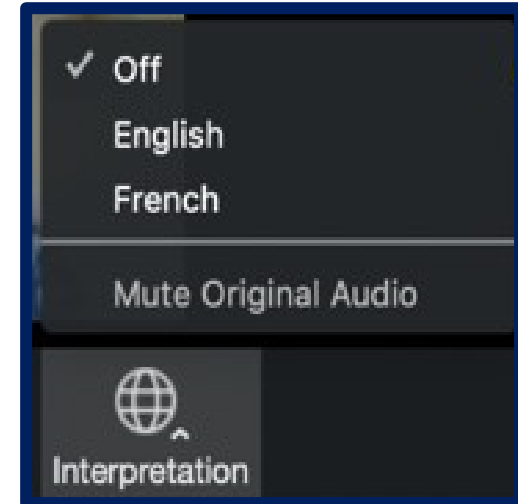 ✓ Off
English
French
Mute Original Audio
Interpretation